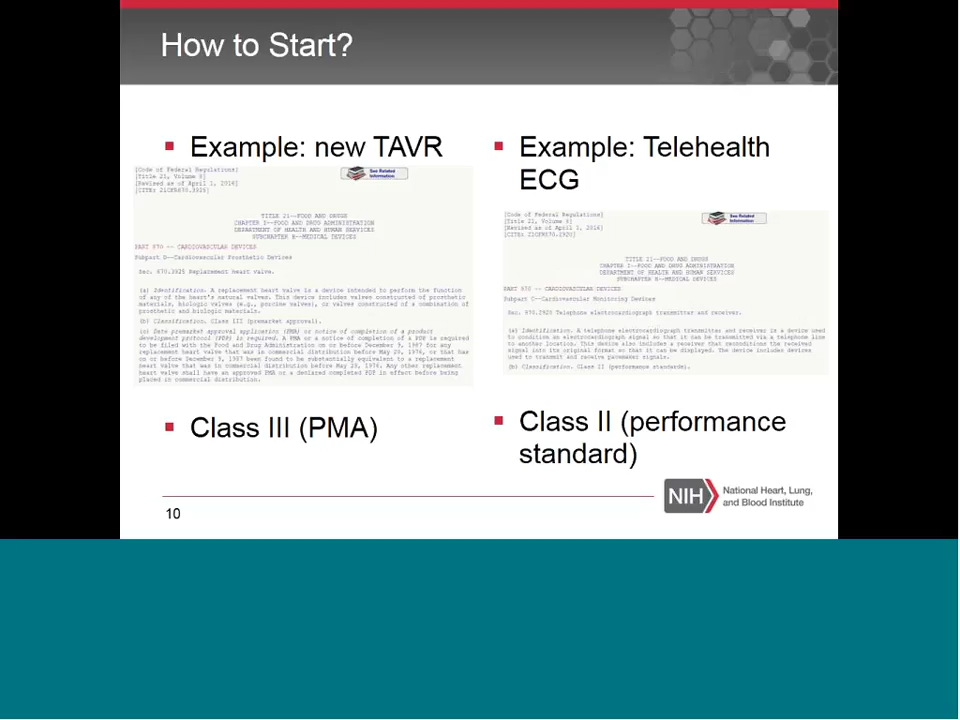 How to Start?
Example: new TAVR
[Code of Federal Regulations]
[Title 21, Volume 8]
[Revised as of April 1, 2016]
[CITE: 21CFR870.3925]
See Related
Information
TITLE 21--FOOD AND DRUGS
CHAPTER I--FOOD AND DRUG ADMINISTRATION
DEPARTMENT OF HEALTH AND HUMAN SERVICES
SUBCHAPTER H--MEDICAL DEVICES
PART 870 -- CARDIOVASCULAR DEVICES
Subpart D--Cardiovascular Prosthetic Devices
Sec. 870.3925 Replacement heart valve.
(a) Identification. A replacement heart valve is a device intended to perform the function
of any of the heart's natural valves. This device includes valves constructed of prosthetic
materials, biologic valves (e.g., porcine valves), or valves constructed of a combination of
prosthetic and biologic materials.
(b) Classification. Class III (premarket approval).
(c) Date premarket approval application (PMA) or notice of completion of a product
development protocol (PDP) is required. A PMA or a notice of completion of a PDP is required
to be filed with the Food and Drug Administration on or before December 9, 1987 for any
replacement heart valve that was in commercial distribution before May 28, 1976, or that has
on or before December 9, 1987 been found to be substantially equivalent to a replacement
heart valve that was in commercial distribution before May 28, 1976. Any other replacement
heart valve shall have an approved PMA or a declared completed PDP in effect before being
placed in commercial distribution.
Class III (PMA)
Example: Telehealth
ECG
[Code of Federal Regulations]
[Title 21, Volume 8]
[Revised as of April 1, 2016]
[CITE: 21CFR870.2920]
See Related
Information
TITLE 21--FOOD AND DRUGS
CHAPTER I--FOOD AND DRUG ADMINISTRATION
DEPARTMENT OF HEALTH AND HUMAN SERVICES
SUBCHAPTER H--MEDICAL DEVICES
PART 870 -- CARDIOVASCULAR DEVICES
Subpart C--Cardiovascular Monitoring Devices
Sec. 870.2920 Telephone electrocardiograph transmitter and receiver.
(a) Identification. A telephone electrocardiograph transmitter and receiver is a device used
to condition an electrocardiograph signal so that it can be transmitted via a telephone line
to another location. This device also includes a receiver that reconditions the received
signal into its original format so that it can be displayed. The device includes devices
used to transmit and receive pacemaker signals.
(b) Classification. Class II (performance standards).
Class II (performance
standard)
10
NIH National Heart, Lung,
and Blood Institute